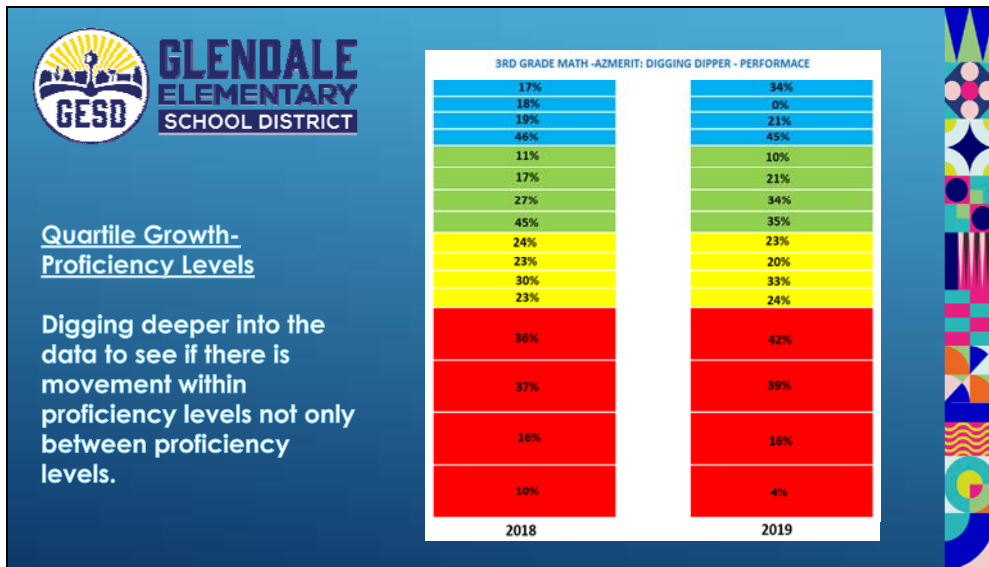 GLENDALE
ELEMENTARY
SCHOOL DISTRICT
GESD
Quartile Growth-
Proficiency Levels
Digging deeper into the
data to see if there is
movement within
proficiency levels not only
between proficiency
levels.
3RD GRADE MATH -AZMERIT: DIGGING DIPPER - PERFORMACE
17% 34%
18% 0%
19% 21%
46% 45%
11% 10%
17% 21%
27% 34%
45% 35%
24% 23%
23% 20%
30% 33%
23% 24%
36% 42%
37% 39%
16% 16%
10% 4%
2018 2019